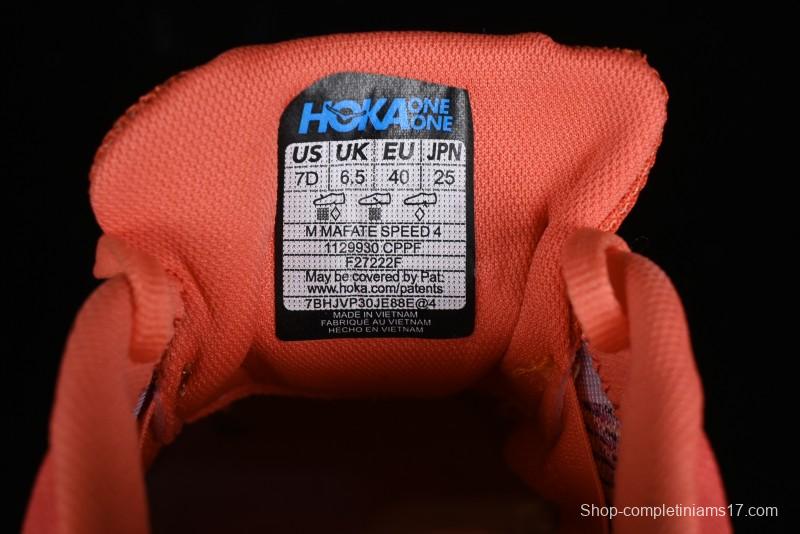 HOKA ONE ONE
US UK EU JPN
7D 6.5 40 25
M MAFATE SPEED 4
1129930 CPPF
F27222F
May be covered by Pat.
www.hoka.com/patents
7BHJVP30JE88E@4
MADE IN VIETNAM
FABRIQUÉ AU VIETNAM
HECHO EN VIETNAM
Shop-completiniams17.com/